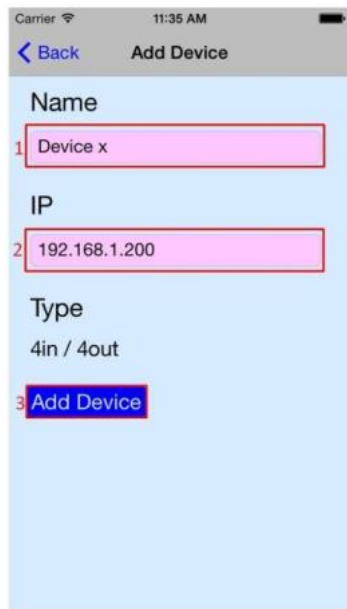 Carrier 11:35 AM
Back Add Device
Name
1 Device x
IP
2 192.168.1.200
Type
4in / 4out
3 Add Device